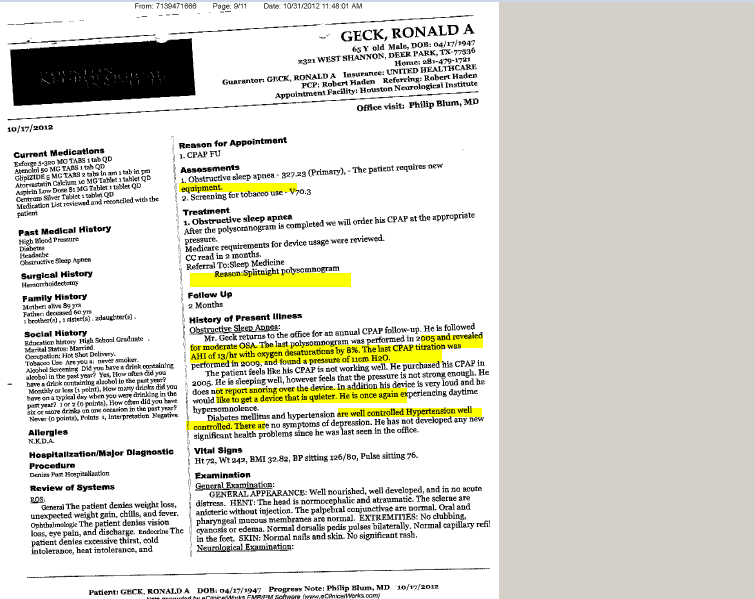 From: 7139471666 Page: 9/11 Date: 10/31/2012 11:48:01 AM
GECK, RONALD A
65 Y old Male, DOB: 04/17/1947
2321 WEST SHANNON, DEER PARK, TX-77536
Home: 281-479-1721
Guarantor: GECK, RONALD A Insurance: UNITED HEALTHCARE
PCP: Robert Haden Referring: Robert Haden
Appointment Facility: Houston Neurological Institute
Office visit: Philip Blum, MD
10/17/2012
Current Medications
Exforge 5-320 MG TABS 1 tab QD
Atenolol 50 MG TABS 1 tab QD
GlipiZIDE 5 MG TABS 2 tabs in am 1 tab in pm
Atorvastatin Calcium 10 MG Tablet 1 tablet QD
Aspirin Low Dose 81 MG Tablet 1 tablet QD
Centrum Silver Tablet 1 tablet QD
Medication List reviewed and reconciled with the
patient
Past Medical History
High Blood Pressure
Diabetes
Headache
Obstructive Sleep Apnea
Surgical History
Hemorrhoidectomy
Family History
Mother: alive 89 yrs
Father: deceased 60 yrs
1 brother(s) , 1 sister(s) . 2daughter(s) .
Social History
Education history High School Graduate .
Marital Status: Married.
Occupation: Hot Shot Delivery.
Tobacco Use Are you a: never smoker.
Alcohol Screening Did you have a drink containing
alcohol in the past year? Yes, How often did you
have a drink containing alcohol in the past year?
Monthly or less (1 point), How many drinks did you
have on a typical day when you were drinking in the
past year? 1 or 2 (0 points), How often did you have
six or more drinks on one occasion in the past year?
Never (0 points), Points 1, Interpretation Negative.
Allergies
N.K.D.A.
Hospitalization/Major Diagnostic
Procedure
Denies Past Hospitalization
Review of Systems
ROS:
General The patient denies weight loss,
unexpected weight gain, chills, and fever.
Ophthalmologic The patient denies vision
loss, eye pain, and discharge. Endocrine The
patient denies excessive thirst, cold
intolerance, heat intolerance, and
Reason for Appointment
1. CPAP FU
Assessments
1. Obstructive sleep apnea - 327.23 (Primary), - The patient requires new
equipment.
2. Screening for tobacco use - V70.3
Treatment
1. Obstructive sleep apnea
After the polysomnogram is completed we will order his CPAP at the appropriate
pressure.
Medicare requirements for device usage were reviewed.
CC read in 2 months.
Referral To:Sleep Medicine
Reason:Splitnight polysomnogram
Follow Up
2 Months
History of Present Illness
Obstructive Sleep Apnea:
Mr. Geck returns to the office for an annual CPAP follow-up. He is followed
for moderate OSA. The last polysomnogram was performed in 2005 and revealed
AHI of 13/hr with oxygen desaturations by 8%. The last CPAP titration was
performed in 2009, and found a pressure of 11cm H2O.
The patient feels like his CPAP is not working well. He purchased his CPAP in
2005. He is sleeping well, however feels that the pressure is not strong enough. He
does not report snoring over the device. In addition his device is very loud and he
would like to get a device that is quieter. He is once again experiencing daytime
hypersomnolence.
Diabetes mellitus and hypertension are well controlled Hypertension well
controlled. There are no symptoms of depression. He has not developed any new
significant health problems since he was last seen in the office.
Vital Signs
Ht 72, Wt 242, BMI 32.82, BP sitting 126/80, Pulse sitting 76.
Examination
General Examination:
GENERAL APPEARANCE: Well nourished, well developed, and in no acute
distress. HENT: The head is normocephalic and atraumatic. The sclerae are
anicteric without injection. The palpebral conjunctivae are normal. Oral and
pharyngeal mucous membranes are normal. EXTREMITIES: No clubbing,
cyanosis or edema. Normal dorsalis pedis pulses bilaterally. Normal capillary refil
in the feet. SKIN: Normal nails and skin. No significant rash.
Neurological Examination:
Patient: GECK, RONALD A DOB: 04/17/1947 Progress Note: Philip Blum, MD 10/17/2012
Note generated by eClinicalWorks EMR/PM Software (www.eClinicalWorks.com)